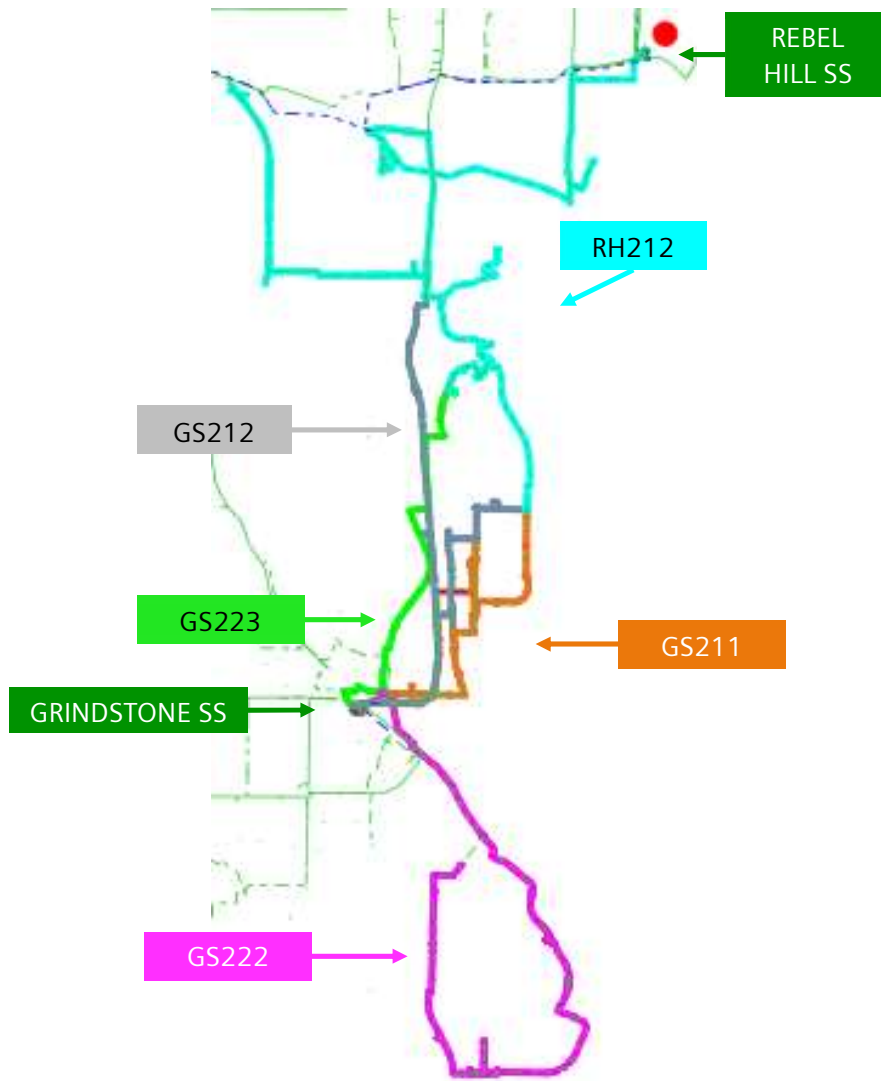 REBEL
HILL SS
RH212
GS212
GS223
GS211
GRINDSTONE SS
GS222